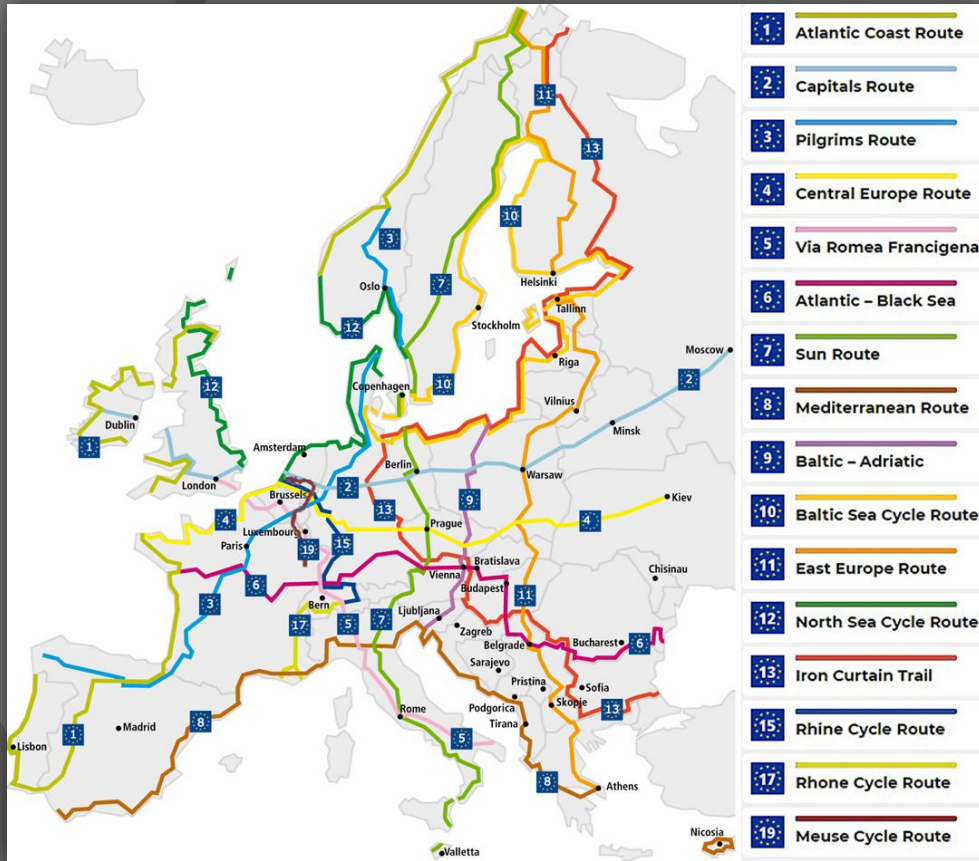 1 Atlantic Coast Route
2 Capitals Route
3 Pilgrims Route
4 Central Europe Route
5 Via Romea Francigena
6 Atlantic – Black Sea
7 Sun Route
8 Mediterranean Route
9 Baltic – Adriatic
10 Baltic Sea Cycle Route
11 East Europe Route
12 North Sea Cycle Route
13 Iron Curtain Trail
15 Rhine Cycle Route
17 Rhone Cycle Route
19 Meuse Cycle Route
11
13
10
3
7
Oslo
Helsinki
12
Tallinn
Stockholm
Moscow
Riga
2
12
10
Copenhagen
Vilnius
Dublin
Minsk
1
Amsterdam
Berlin
Warsaw
London
2
Brussels
9
Kiev
13
4
4
Prague
Luxembourg
15
Paris
19
Bratislava
Vienna
Chisinau
6
Budapest
3
Bern
11
17
5
7
Ljubljana
Zagreb
Belgrade
Bucharest
6
Sarajevo
Pristina
Sofia
Rome
Podgorica
Skopje
13
8
Madrid
1
Tirana
5
Lisbon
8
Athens
Nicosia
Valletta